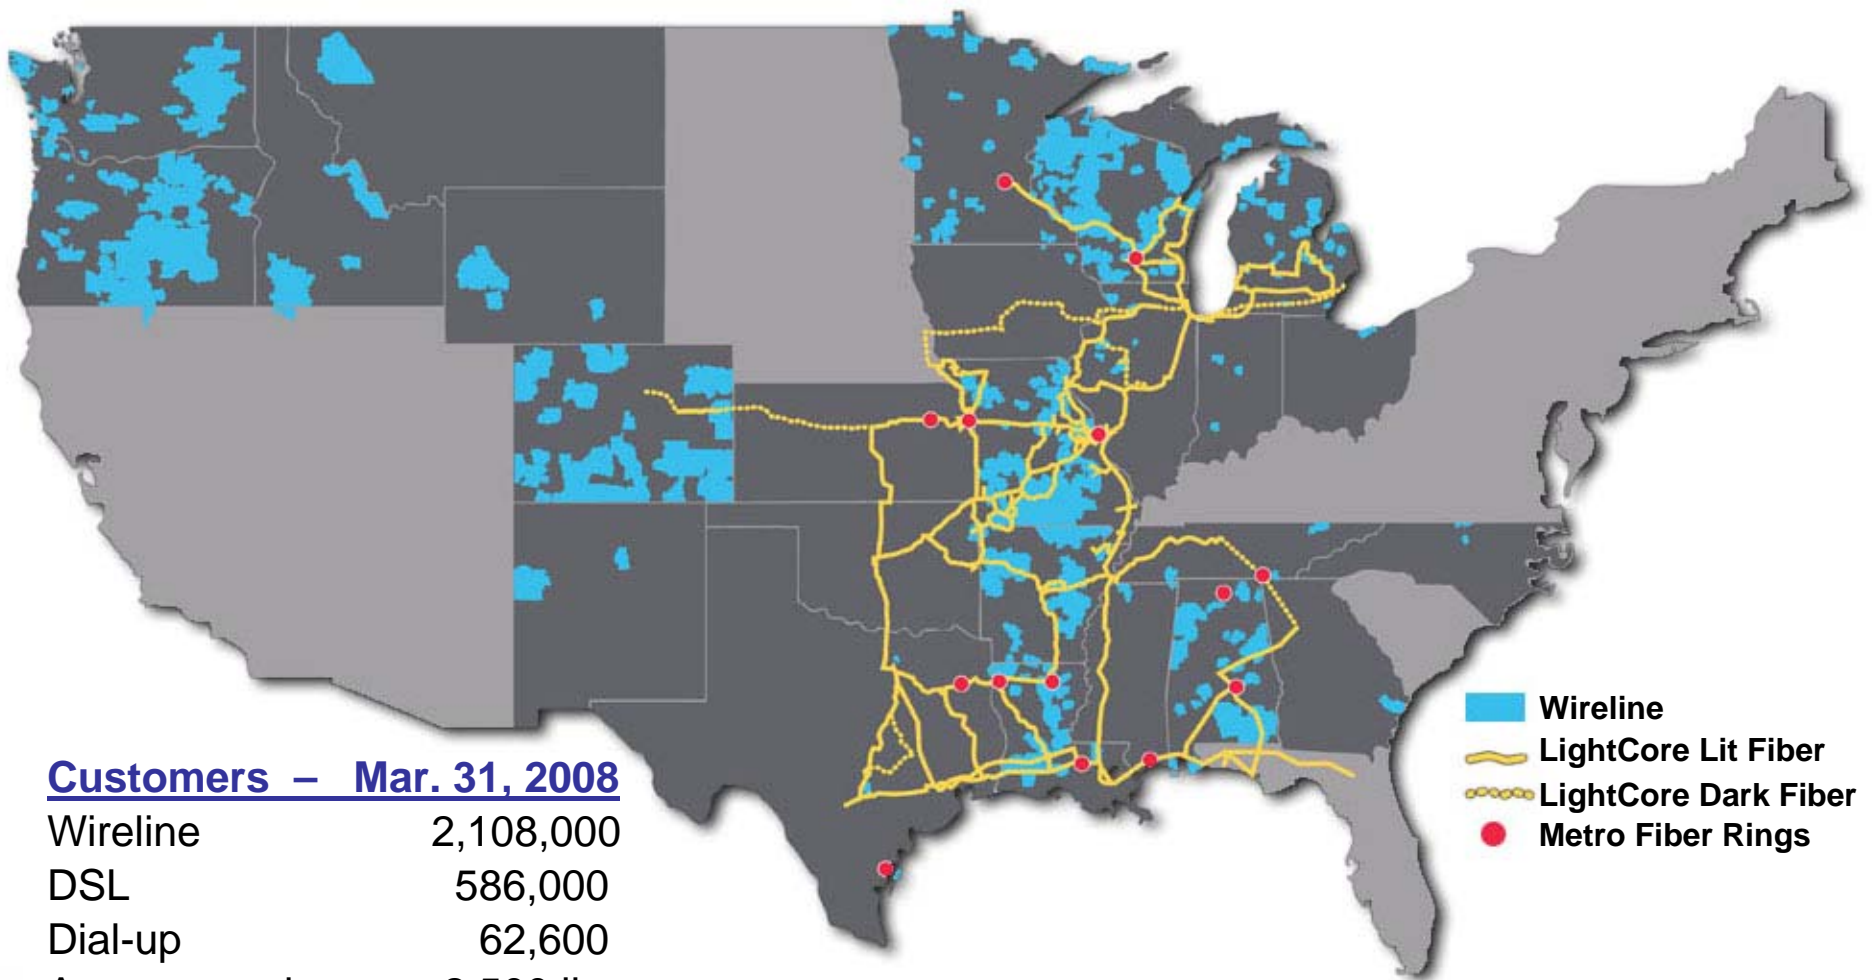 Wireline
LightCore Lit Fiber
LightCore Dark Fiber
Metro Fiber Rings
Customers – Mar. 31, 2008
Wireline 2,108,000
DSL 586,000
Dial-up 62,600